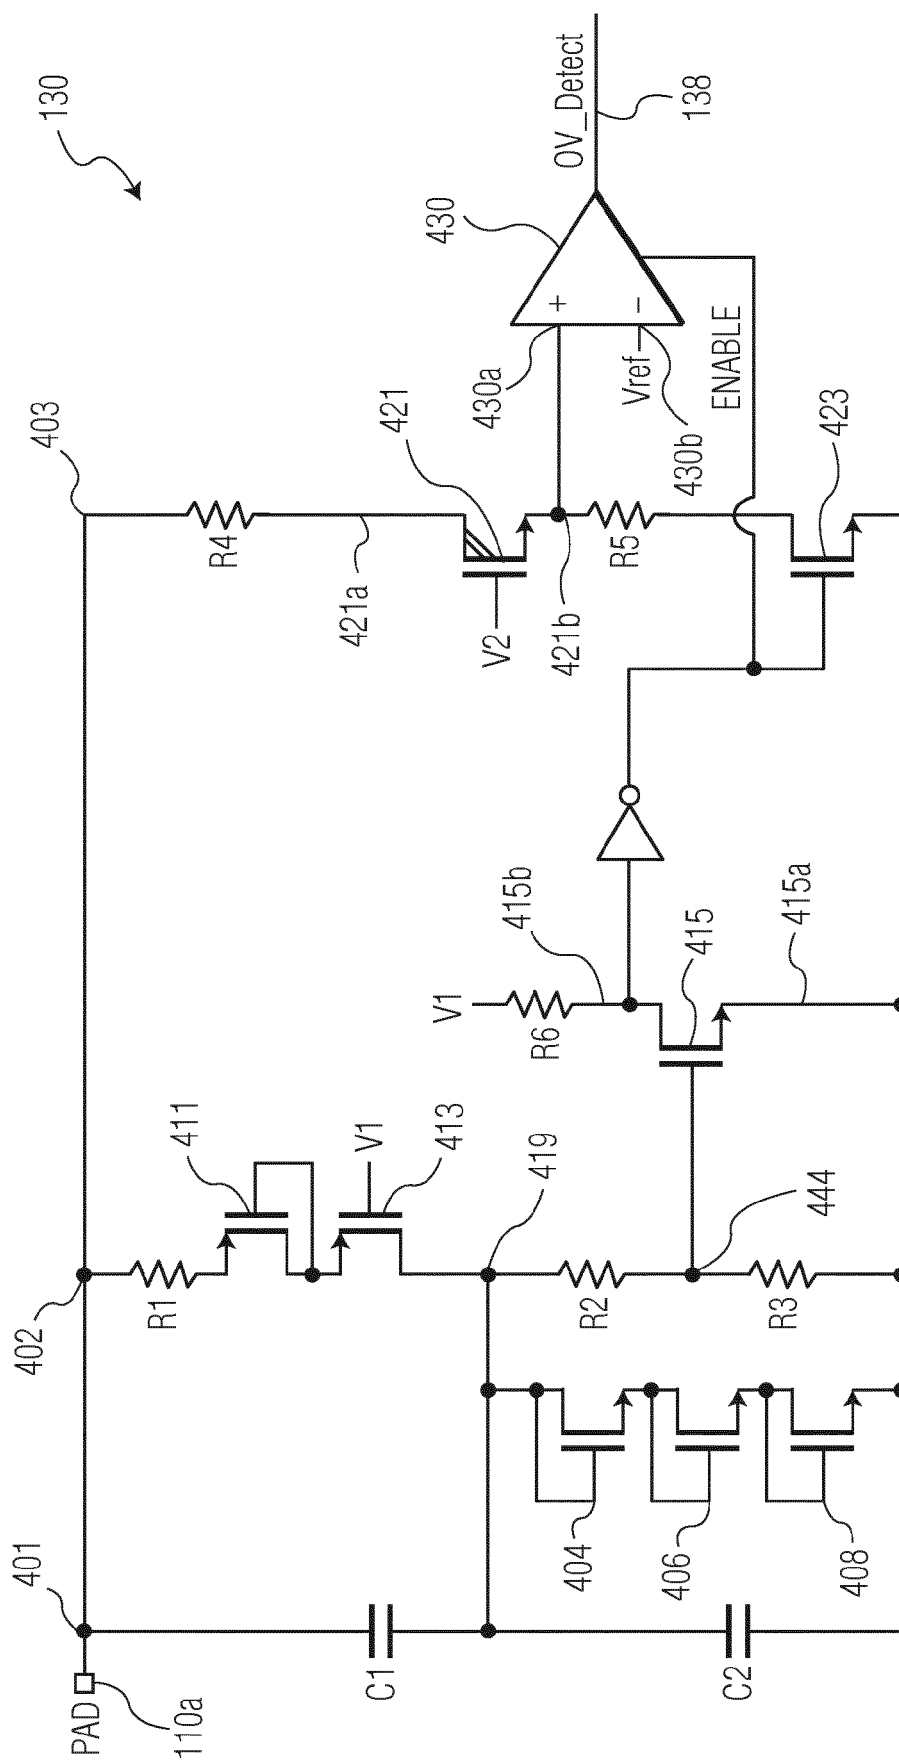 130
OV_Detect
138
430
+
−
430a
Vref
430b
ENABLE
403
R4
421a
421
V2
421b
R5
423
V1
R6
415b
415
415a
411
V1
413
419
444
402
R1
R2
R3
404
406
408
401
PAD
110a
C1
C2